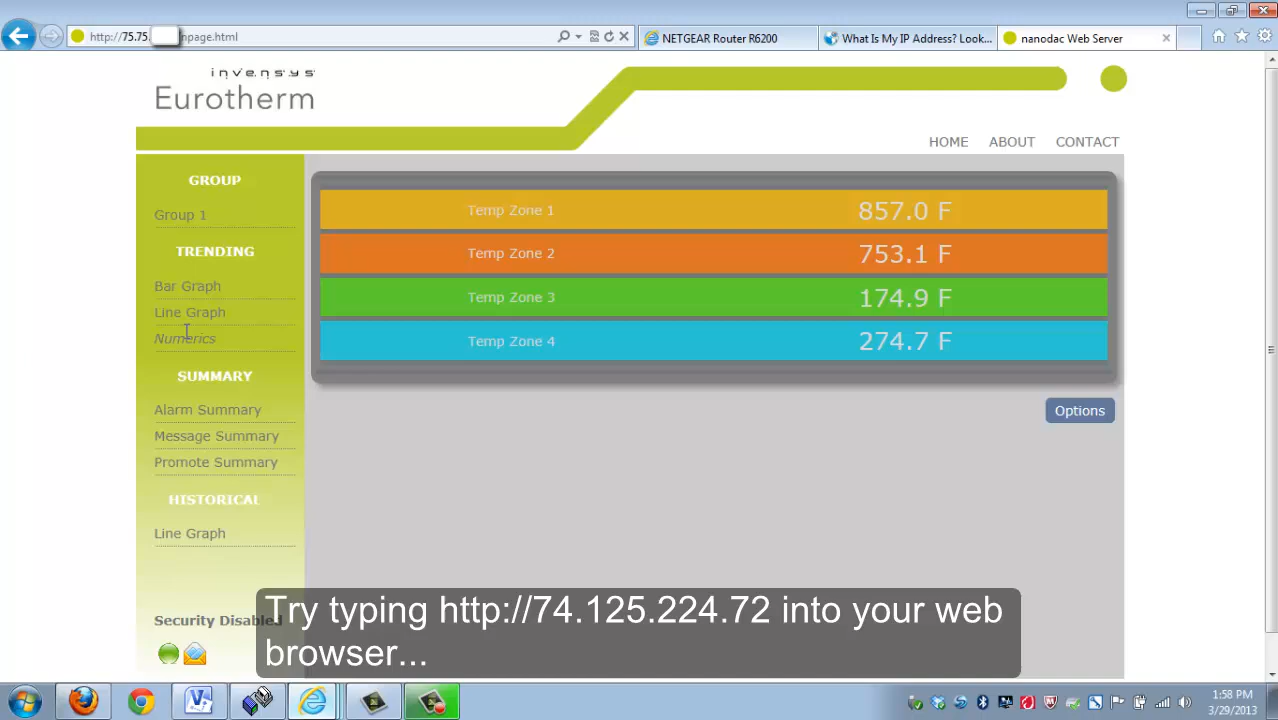 http://75.75. npage.html
NETGEAR Router R6200
What Is My IP Address? Look...
nanodac Web Server
invensys
Eurotherm
HOME ABOUT CONTACT
GROUP
Group 1
TRENDING
Bar Graph
Line Graph
Numerics
SUMMARY
Alarm Summary
Message Summary
Promote Summary
HISTORICAL
Line Graph
Security Disabled
Temp Zone 1 857.0 F
Temp Zone 2 753.1 F
Temp Zone 3 174.9 F
Temp Zone 4 274.7 F
Options
Try typing http://74.125.224.72 into your web
browser...
1:58 PM
3/29/2013